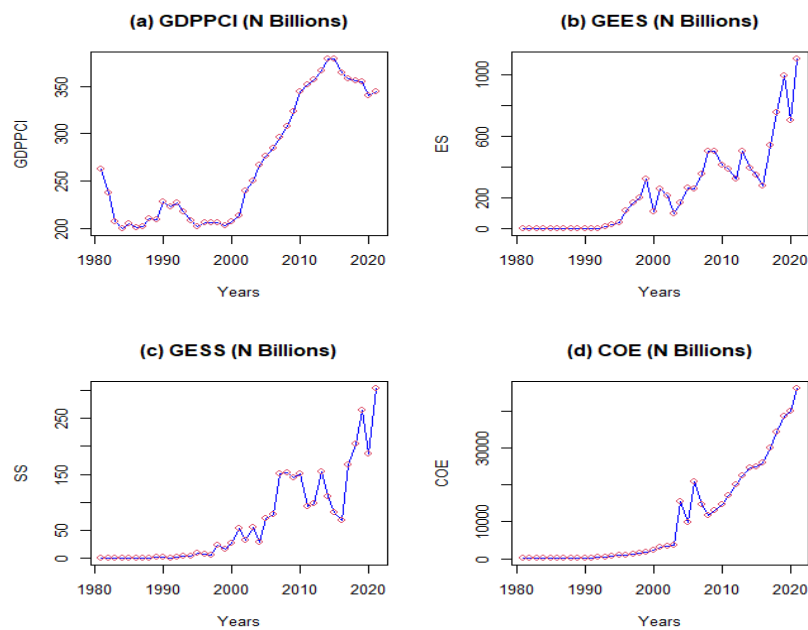 (a) GDPPCI (N Billions)
GDPPCI
200 250 300 350
1980 1990 2000 2010 2020
Years
(b) GEES (N Billions)
ES
0 200 600 1000
1980 1990 2000 2010 2020
Years
(c) GESS (N Billions)
SS
0 50 150 250
1980 1990 2000 2010 2020
Years
(d) COE (N Billions)
COE
0 10000 30000
1980 1990 2000 2010 2020
Years